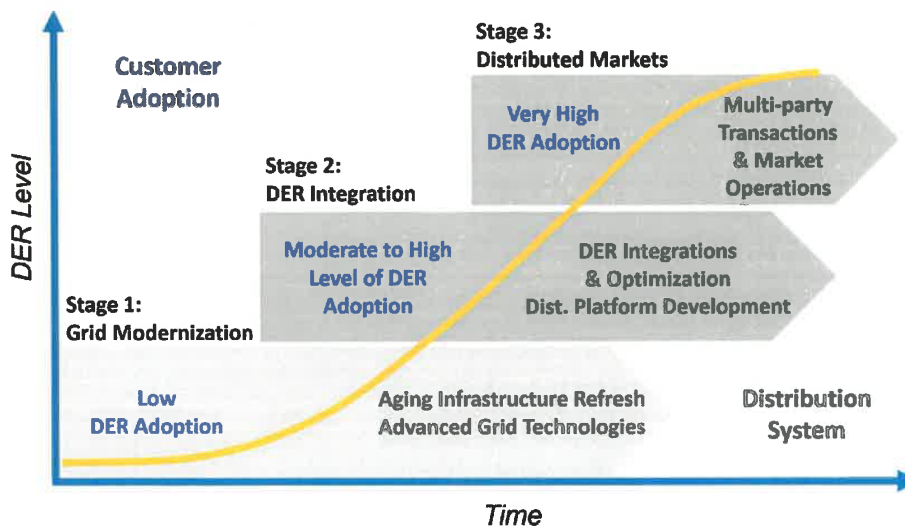 Customer
Adoption
Stage 3:
Distributed Markets
Very High
DER Adoption
Multi-party
Transactions
& Market
Operations
Stage 2:
DER Integration
Moderate to High
Level of DER
Adoption
DER Integrations
& Optimization
Dist. Platform Development
Stage 1:
Grid Modernization
Low
DER Adoption
Aging Infrastructure Refresh
Advanced Grid Technologies
Distribution
System
DER Level
Time